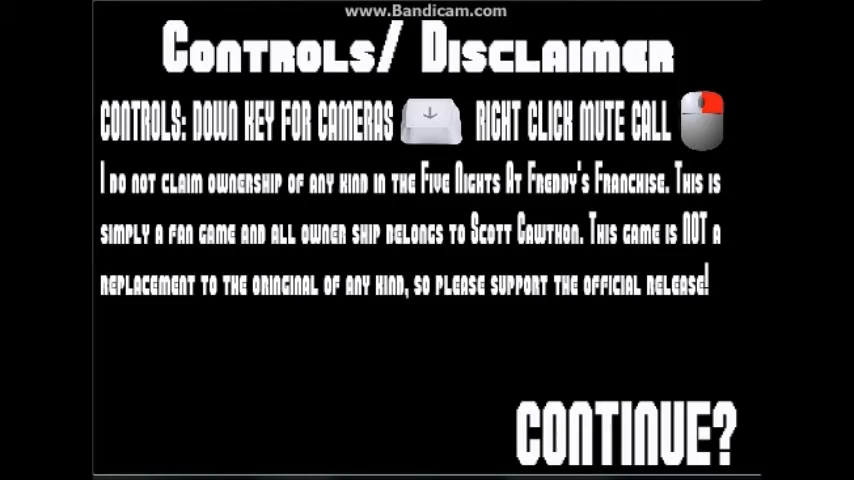 www.Bandicam.com
Controls/ Disclaimer
CONTROLS: DOWN KEY FOR CAMERAS RIGHT CLICK MUTE CALL
I do not claim ownership of any kind in the Five Nights At Freddy's Franchise. This is
simply a fan game and all owner ship belongs to Scott Cawthon. This game is NOT a
replacement to the oringinal of any kind, so please support the official release!
CONTINUE?